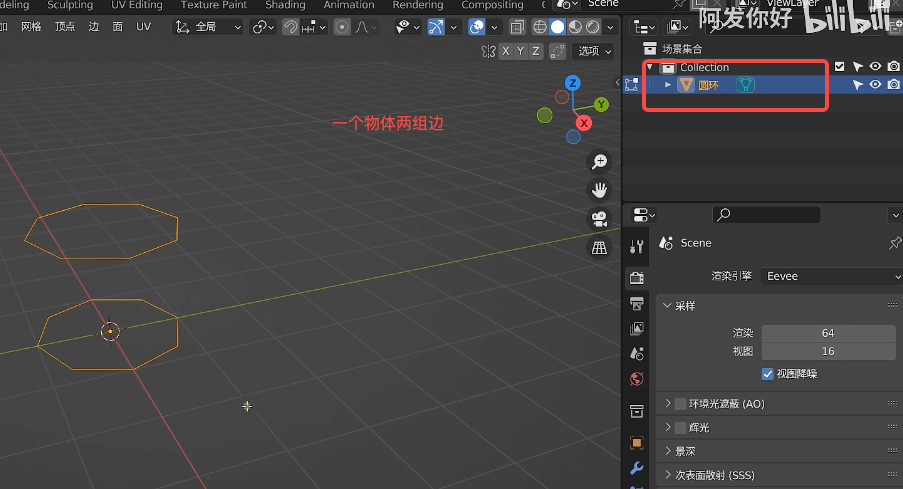 Sculpting UV Editing Texture Paint Shading Animation Rendering Compositing Scene ViewLayer
阿发你好 bilibili
网格 顶点 边 面 UV 全局
X Y Z 选项
场景集合
Collection
圆环
Z
Y
X
一个物体两组边
Scene
渲染引擎 Eevee
采样
渲染 64
视图 16
视图降噪
环境光遮蔽 (AO)
辉光
景深
次表面散射 (SSS)